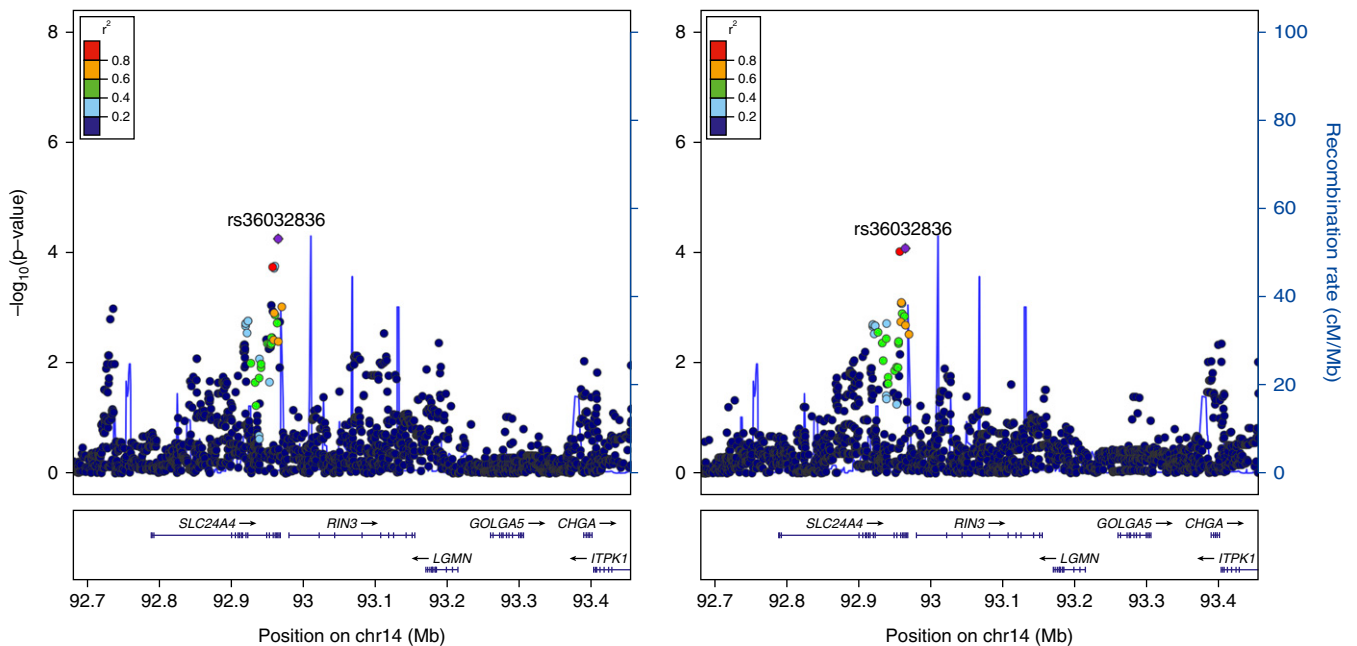 r2
0.8
0.6
0.4
0.2
8
6
4
2
0
–log10(p–value)
rs36032836
SLC24A4
RIN3
GOLGA5
CHGA
LGMN
ITPK1
92.7 92.8 92.9 93 93.1 93.2 93.3 93.4
Position on chr14 (Mb)
r2
0.8
0.6
0.4
0.2
8
6
4
2
0
rs36032836
100
80
60
40
20
0
Recombination rate (cM/Mb)
SLC24A4
RIN3
GOLGA5
CHGA
LGMN
ITPK1
92.7 92.8 92.9 93 93.1 93.2 93.3 93.4
Position on chr14 (Mb)